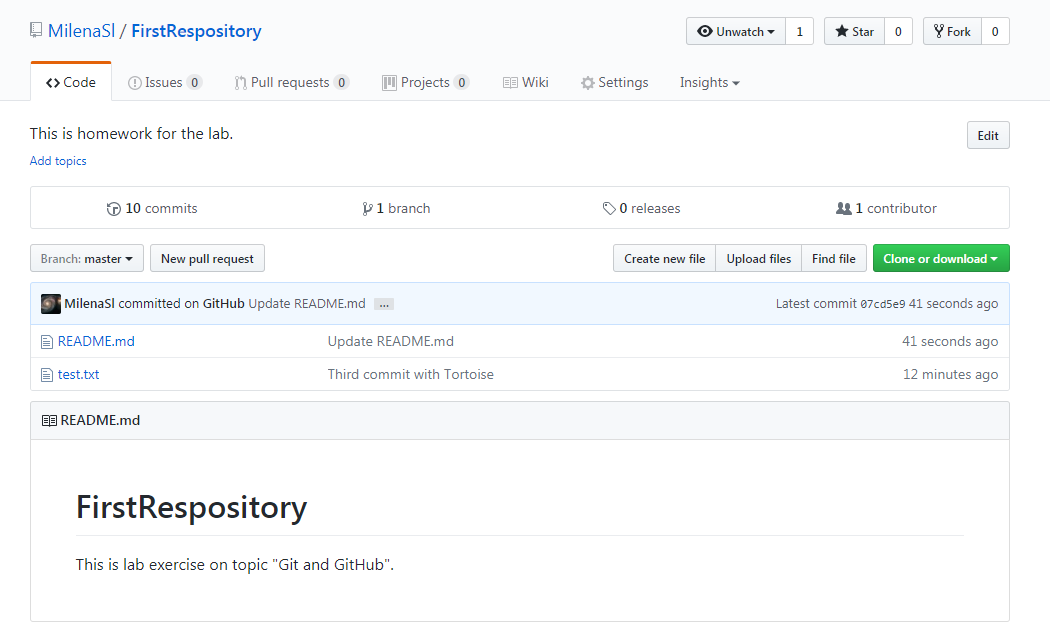 MilenaSl / FirstRespository
Unwatch 1 Star 0 Fork 0
Code Issues 0 Pull requests 0 Projects 0 Wiki Settings Insights
This is homework for the lab.
Edit
Add topics
10 commits 1 branch 0 releases 1 contributor
Branch: master New pull request Create new file Upload files Find file Clone or download
MilenaSl committed on GitHub Update README.md ... Latest commit 07cd5e9 41 seconds ago
README.md Update README.md 41 seconds ago
test.txt Third commit with Tortoise 12 minutes ago
README.md
FirstRespository
This is lab exercise on topic "Git and GitHub".